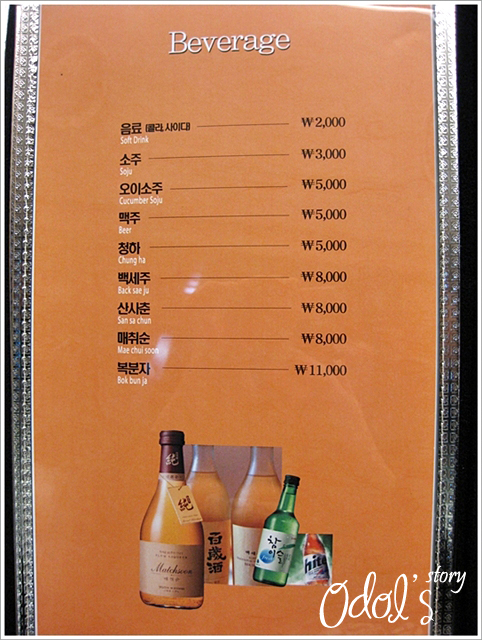 Beverage
음료 (콜라,사이다) ₩2,000
Soft Drink
소주 ₩3,000
Soju
오이소주 ₩5,000
Cucumber Soju
맥주 ₩5,000
Beer
청하 ₩5,000
Chung ha
백세주 ₩8,000
Back sae ju
산사춘 ₩8,000
San sa chun
매취순 ₩8,000
Mae chui soon
복분자 ₩11,000
Bok bun ja
純
純
Matchsoon
百歲酒
참이슬
Odol's story